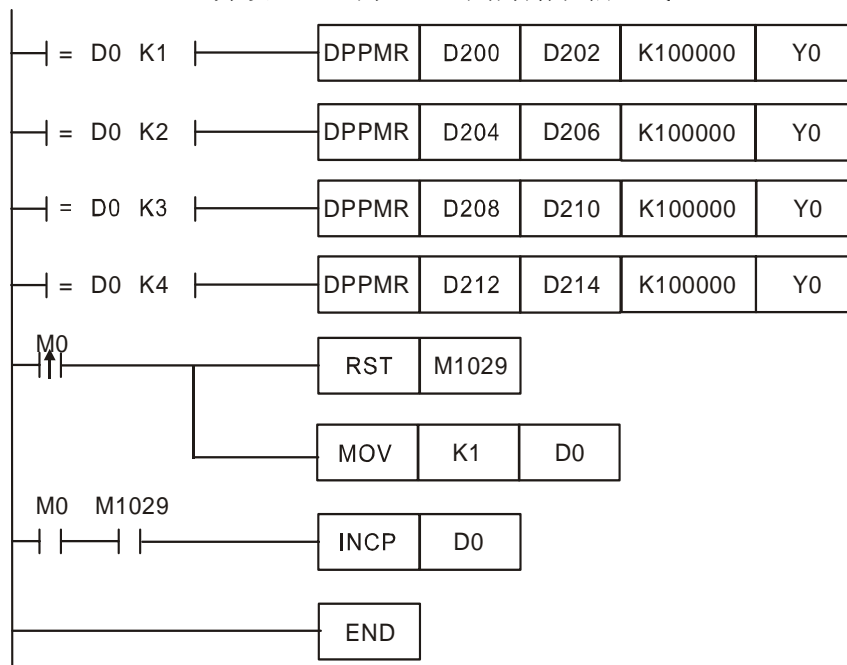 = D0 K1 DPPMR D200 D202 K100000 Y0
= D0 K2 DPPMR D204 D206 K100000 Y0
= D0 K3 DPPMR D208 D210 K100000 Y0
= D0 K4 DPPMR D212 D214 K100000 Y0
M0
RST M1029
MOV K1 D0
M0 M1029
INCP D0
END